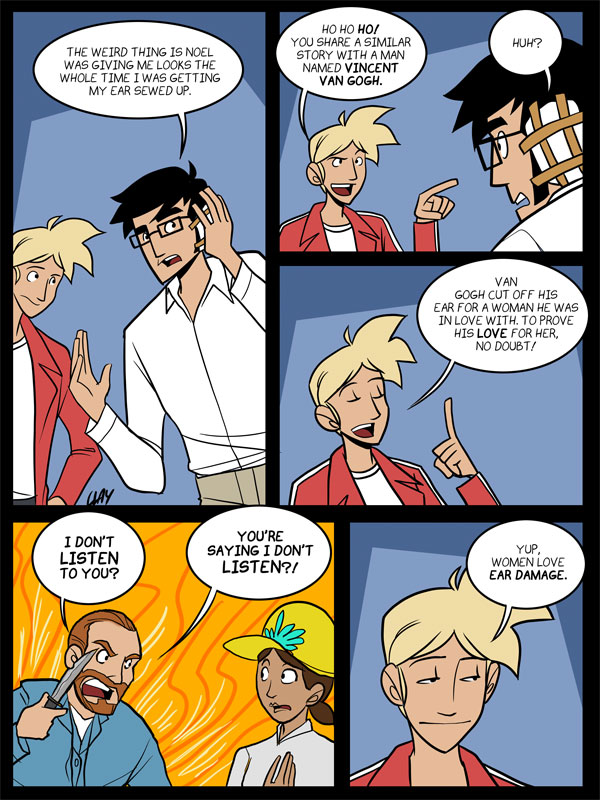 THE WEIRD THING IS NOEL
WAS GIVING ME LOOKS THE
WHOLE TIME I WAS GETTING
MY EAR SEWED UP.
CLAY
HO HO HO!
YOU SHARE A SIMILAR
STORY WITH A MAN
NAMED VINCENT
VAN GOGH.
HUH?
VAN
GOGH CUT OFF HIS
EAR FOR A WOMAN HE WAS
IN LOVE WITH. TO PROVE
HIS LOVE FOR HER,
NO DOUBT!
I DON'T
LISTEN
TO YOU?
YOU'RE
SAYING I DON'T
LISTEN?!
YUP,
WOMEN LOVE
EAR DAMAGE.